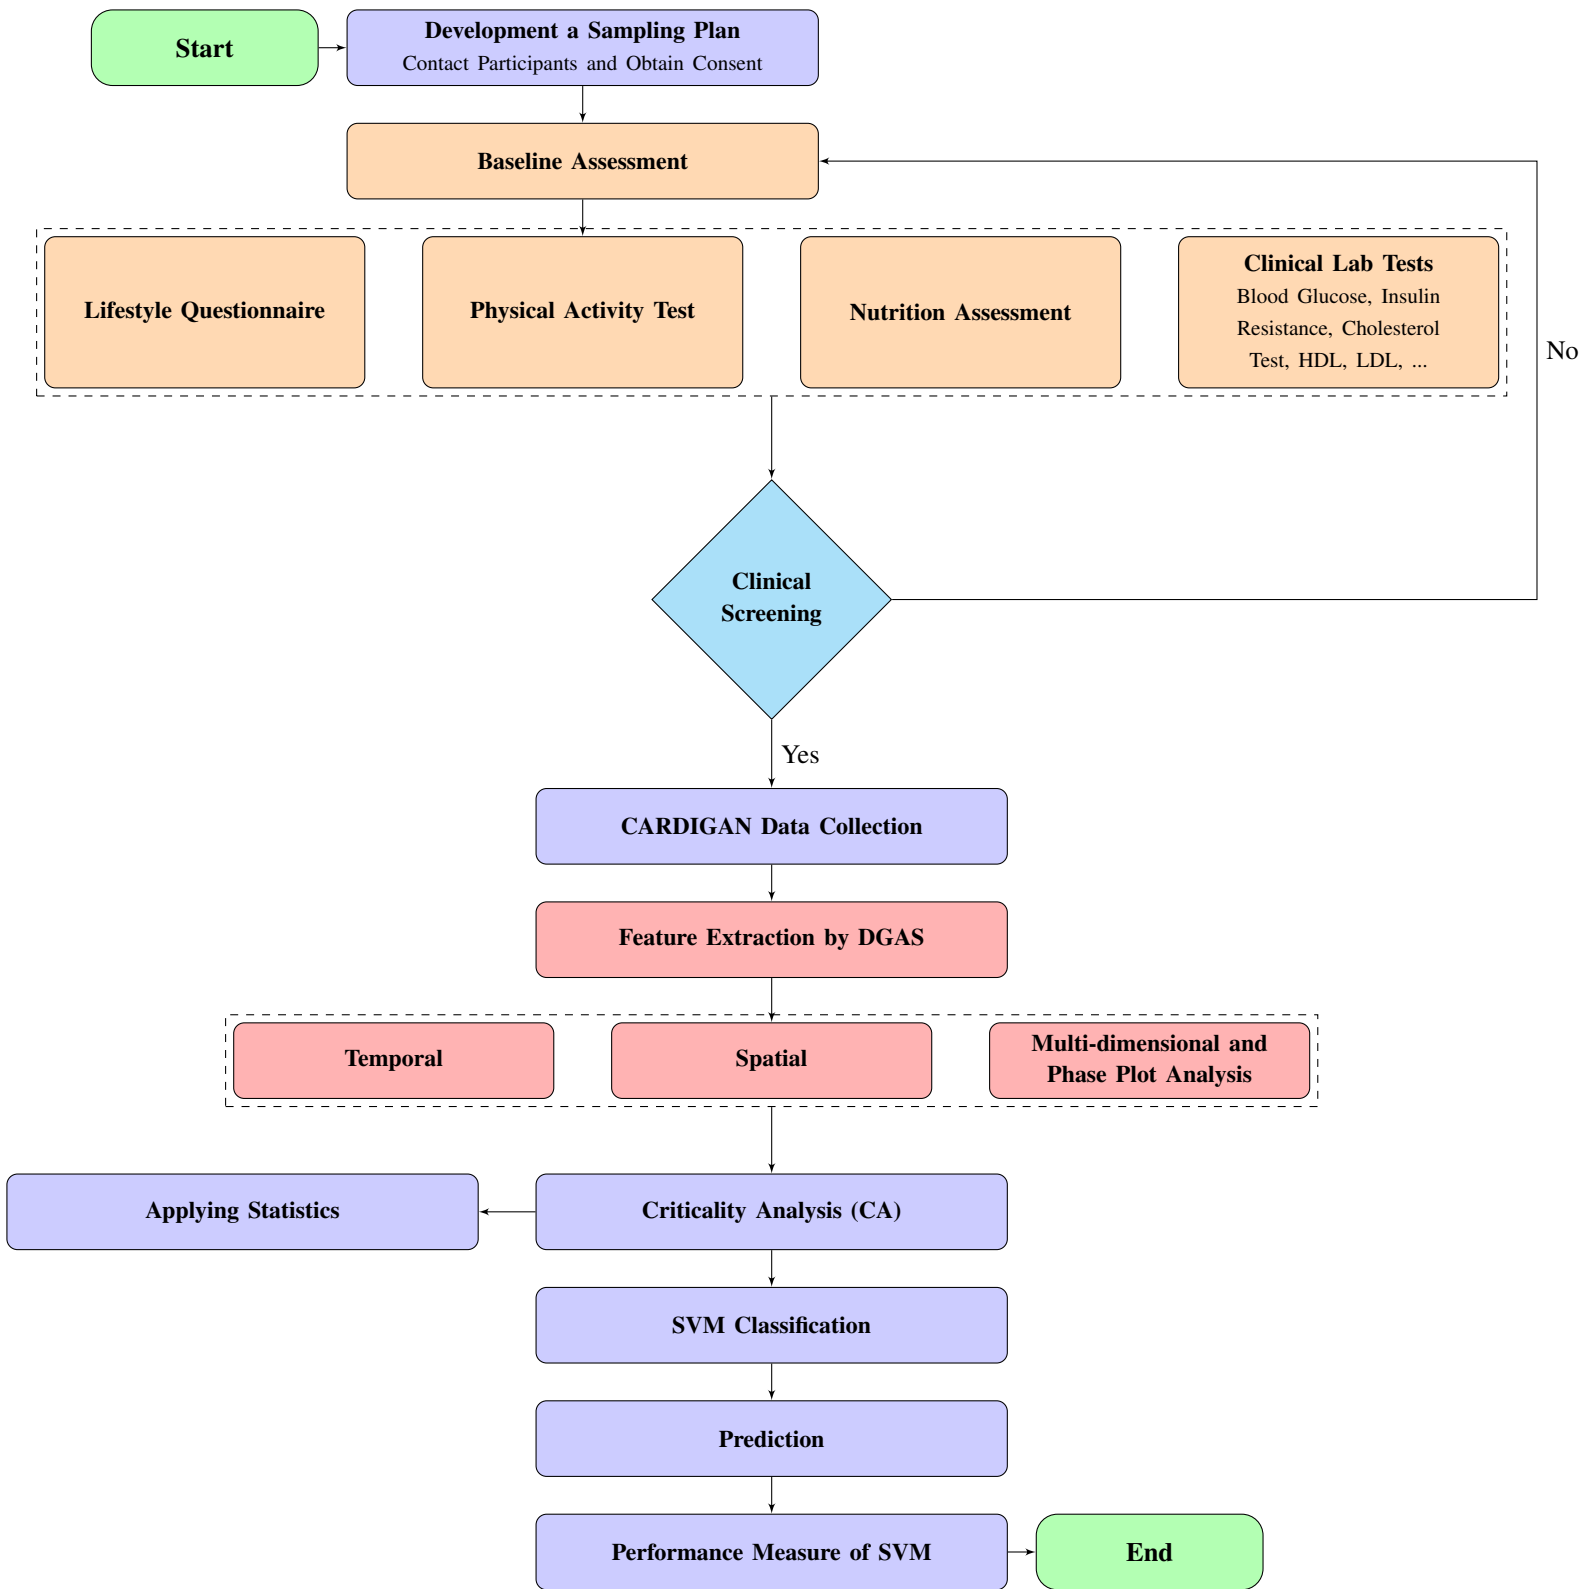 Start
Development a Sampling Plan
Contact Participants and Obtain Consent
Baseline Assessment
Lifestyle Questionnaire
Physical Activity Test
Nutrition Assessment
Clinical Lab Tests
Blood Glucose, Insulin
Resistance, Cholesterol
Test, HDL, LDL, ...
No
Clinical
Screening
Yes
CARDIGAN Data Collection
Feature Extraction by DGAS
Temporal
Spatial
Multi-dimensional and
Phase Plot Analysis
Applying Statistics
Criticality Analysis (CA)
SVM Classification
Prediction
Performance Measure of SVM
End